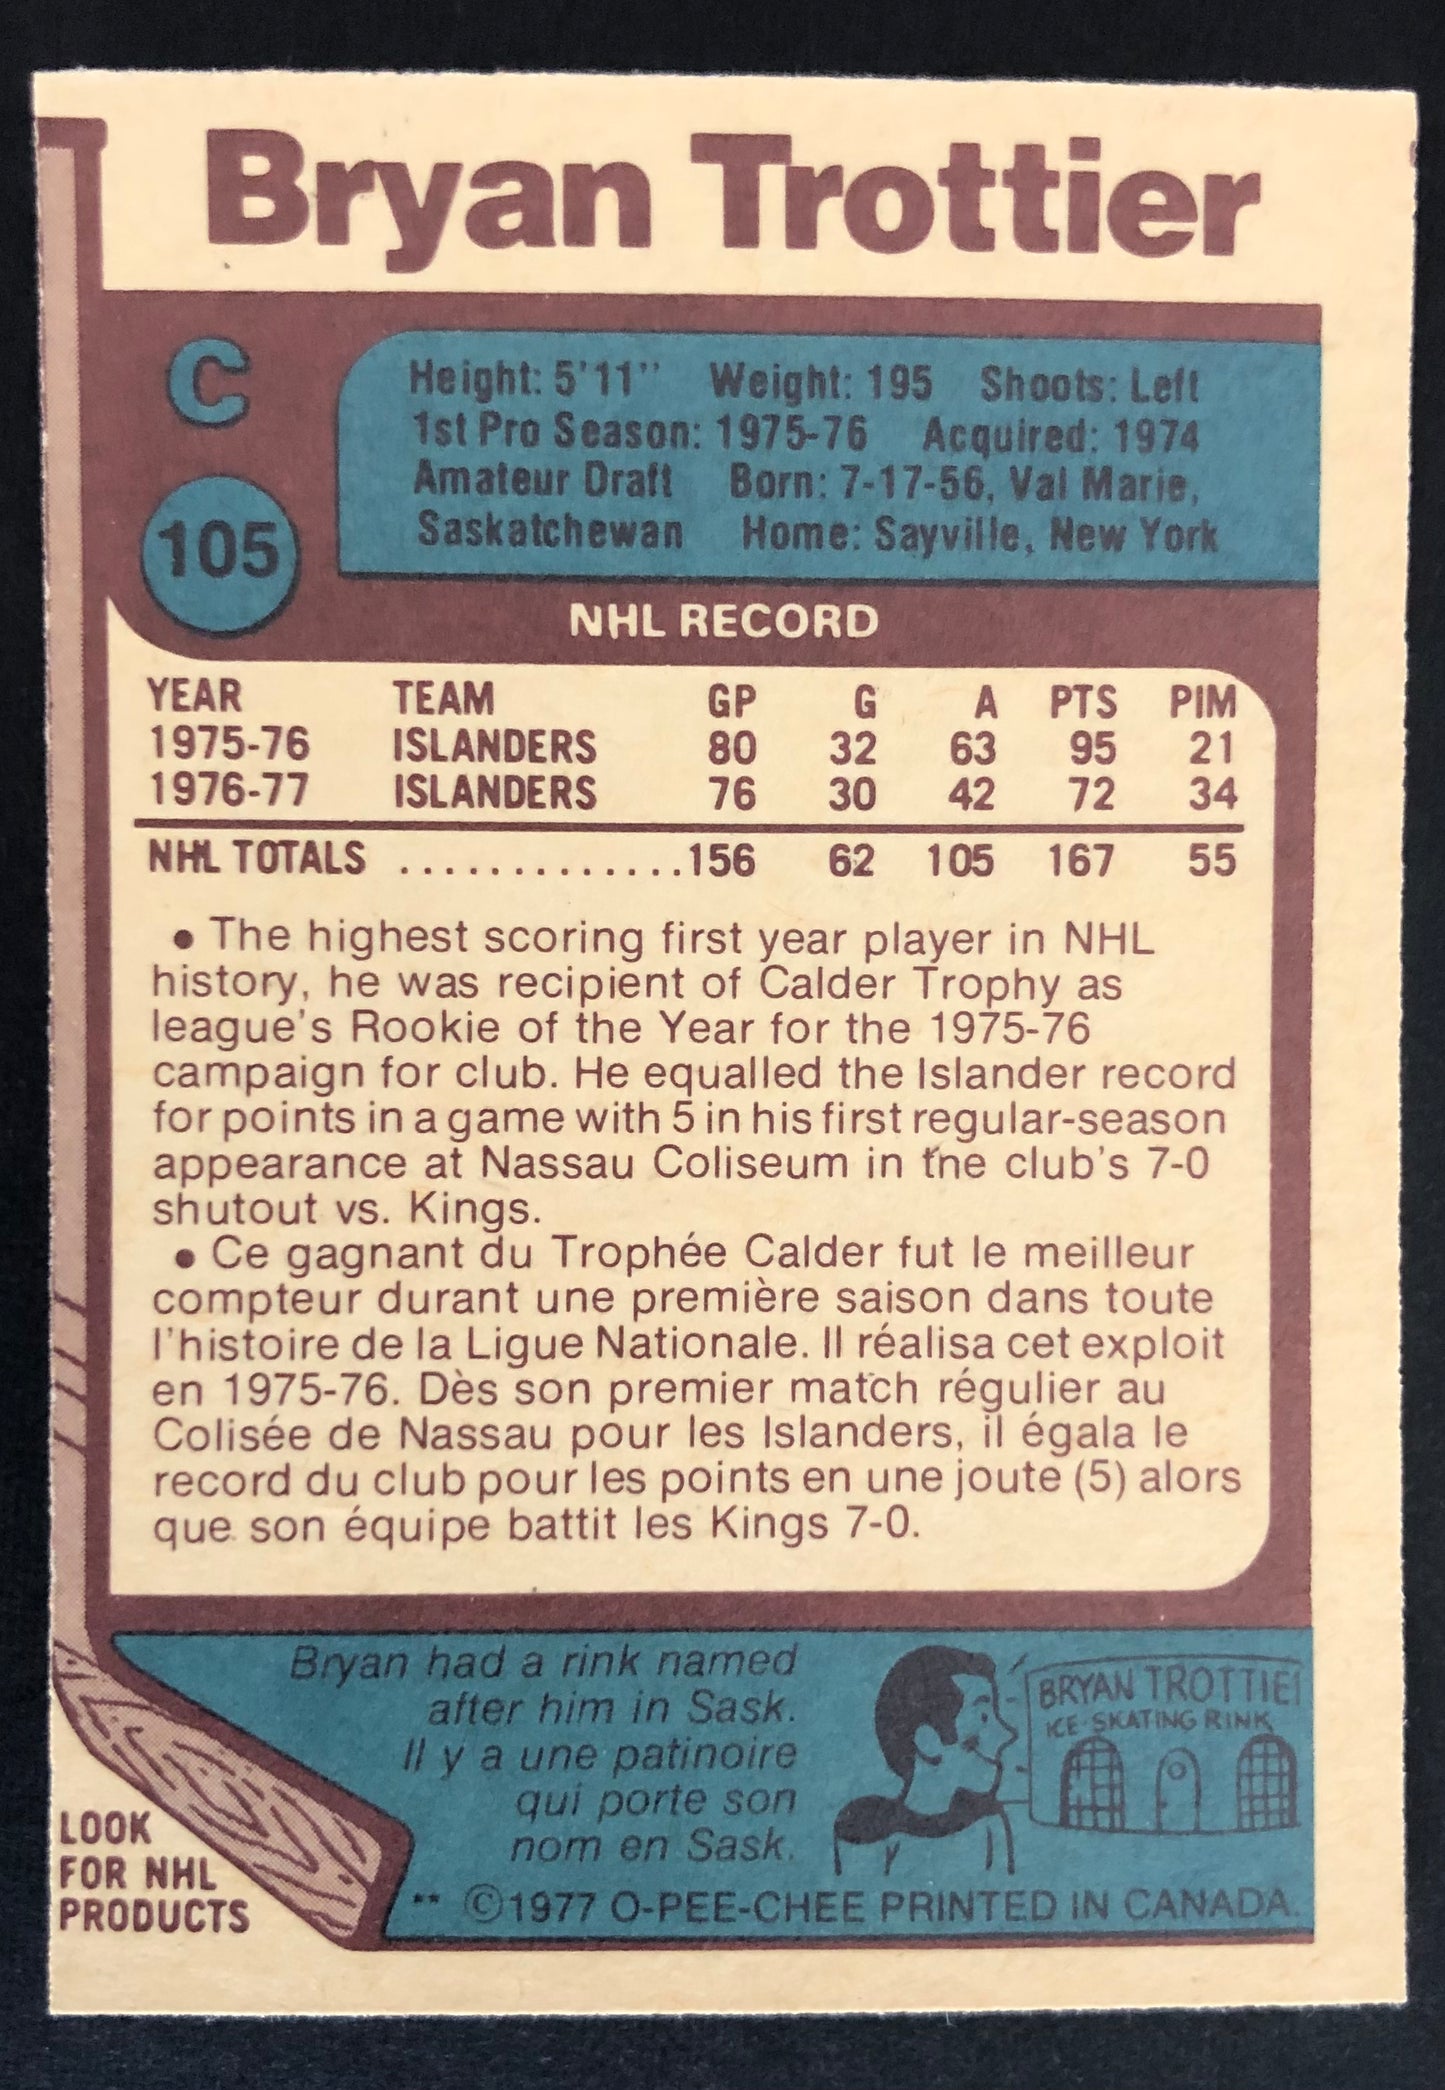 Bryan Trottier
C
105
Height: 5'11'' Weight: 195 Shoots: Left
1st Pro Season: 1975-76 Acquired: 1974
Amateur Draft Born: 7-17-56, Val Marie,
Saskatchewan Home: Sayville, New York
NHL RECORD
YEAR TEAM GP G A PTS PIM
1975-76 ISLANDERS 80 32 63 95 21
1976-77 ISLANDERS 76 30 42 72 34
NHL TOTALS .............156 62 105 167 55
• The highest scoring first year player in NHL
history, he was recipient of Calder Trophy as
league's Rookie of the Year for the 1975-76
campaign for club. He equalled the Islander record
for points in a game with 5 in his first regular-season
appearance at Nassau Coliseum in the club's 7-0
shutout vs. Kings.
• Ce gagnant du Trophée Calder fut le meilleur
compteur durant une première saison dans toute
l'histoire de la Ligue Nationale. Il réalisa cet exploit
en 1975-76. Dès son premier match régulier au
Colisée de Nassau pour les Islanders, il égala le
record du club pour les points en une joute (5) alors
que son équipe battit les Kings 7-0.
Bryan had a rink named
after him in Sask.
Il y a une patinoire
qui porte son
nom en Sask.
BRYAN TROTTIE
ICE-SKATING RINK
LOOK
FOR NHL
PRODUCTS
** ©1977 O-PEE-CHEE PRINTED IN CANADA.